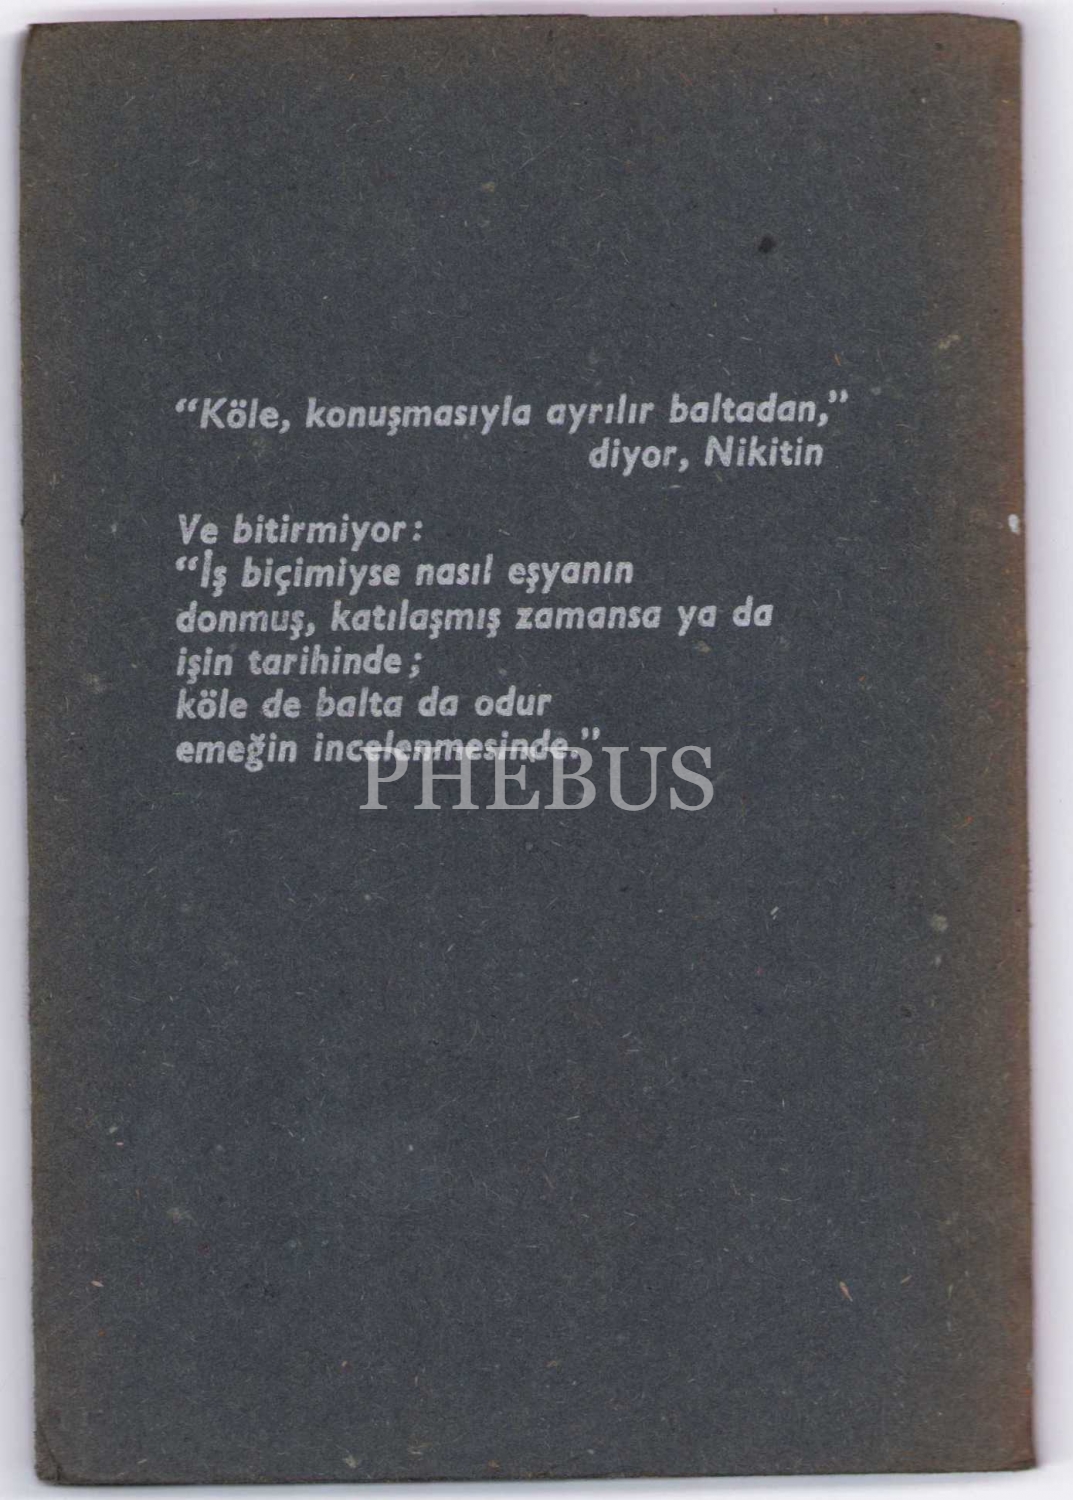 “Köle, konuşmasıyla ayrılır baltadan,”
diyor, Nikitin
Ve bitirmiyor:
“İş biçimiyse nasıl eşyanın
donmuş, katılaşmış zamansa ya da
işin tarihinde;
köle de balta da odur
emeğin incelenmesinde.”
PHEBUS